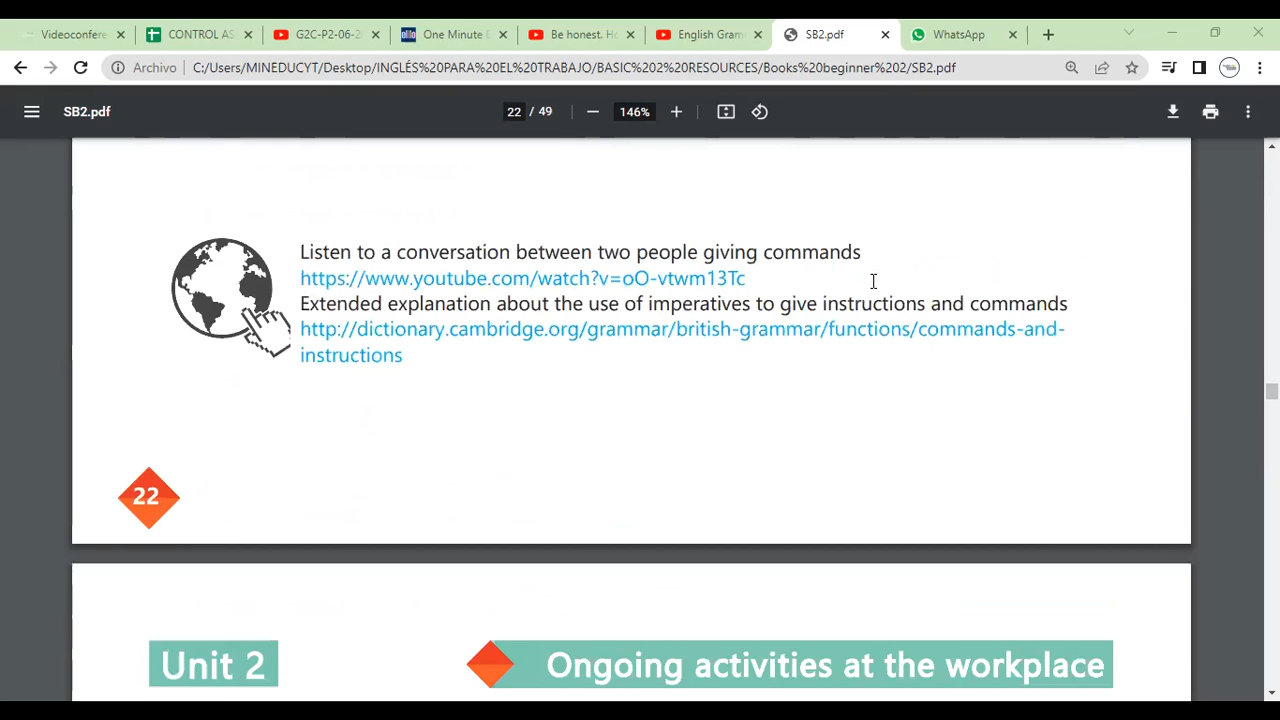 Videoconfere
CONTROL AS
G2C-P2-06-2
One Minute E
Be honest. Ho
English Gram
SB2.pdf
WhatsApp
Archivo
C:/Users/MINEDUCYT/Desktop/INGLÉS%20PARA%20EL%20TRABAJO/BASIC%202%20RESOURCES/Books%20beginner%202/SB2.pdf
SB2.pdf
22 / 49
146%
Listen to a conversation between two people giving commands
https://www.youtube.com/watch?v=oO-vtwm13Tc
Extended explanation about the use of imperatives to give instructions and commands
http://dictionary.cambridge.org/grammar/british-grammar/functions/commands-and-
instructions
22
Unit 2
Ongoing activities at the workplace